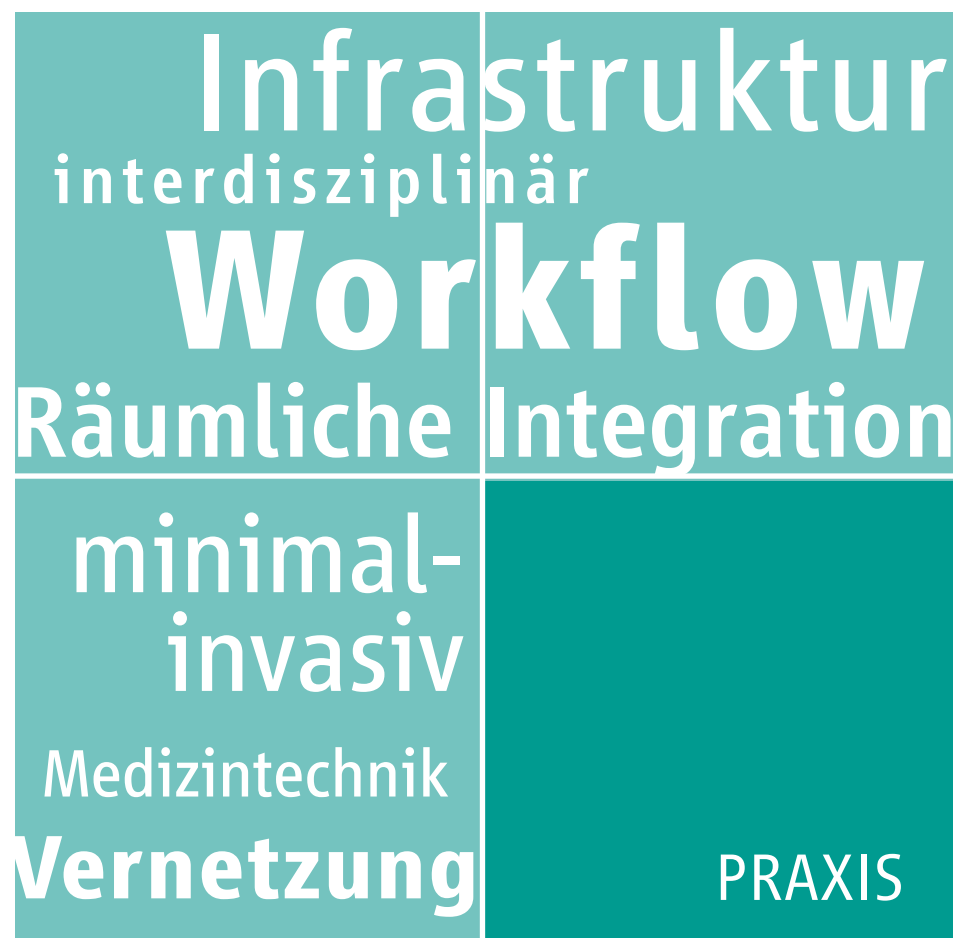 Infrastruktur
interdisziplinär
Workflow
Räumliche Integration
minimal-
invasiv
Medizintechnik
Vernetzung
PRAXIS